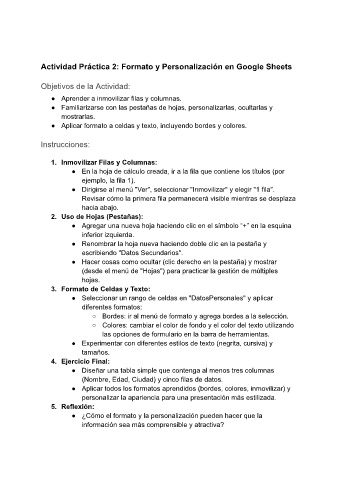 Actividad Práctica 2: Formato y Personalización en Google Sheets
Objetivos de la Actividad:
● Aprender a inmovilizar filas y columnas.
● Familiarizarse con las pestañas de hojas, personalizarlas, ocultarlas y
mostrarlas.
● Aplicar formato a celdas y texto, incluyendo bordes y colores.
Instrucciones:
1. Inmovilizar Filas y Columnas:
● En la hoja de cálculo creada, ir a la fila que contiene los títulos (por
ejemplo, la fila 1).
● Dirigirse al menú "Ver", seleccionar "Inmovilizar" y elegir "1 fila".
Revisar cómo la primera fila permanecerá visible mientras se desplaza
hacia abajo.
2. Uso de Hojas (Pestañas):
● Agregar una nueva hoja haciendo clic en el símbolo “+” en la esquina
inferior izquierda.
● Renombrar la hoja nueva haciendo doble clic en la pestaña y
escribiendo "Datos Secundarios".
● Hacer cosas como ocultar (clic derecho en la pestaña) y mostrar
(desde el menú de "Hojas") para practicar la gestión de múltiples
hojas.
3. Formato de Celdas y Texto:
● Seleccionar un rango de celdas en "DatosPersonales" y aplicar
diferentes formatos:
○ Bordes: ir al menú de formato y agrega bordes a la selección.
○ Colores: cambiar el color de fondo y el color del texto utilizando
las opciones de formulario en la barra de herramientas.
● Experimentar con diferentes estilos de texto (negrita, cursiva) y
tamaños.
4. Ejercicio Final:
● Diseñar una tabla simple que contenga al menos tres columnas
(Nombre, Edad, Ciudad) y cinco filas de datos.
● Aplicar todos los formatos aprendidos (bordes, colores, inmovilizar) y
personalizar la apariencia para una presentación más estilizada.
5. Reflexión:
● ¿Cómo el formato y la personalización pueden hacer que la
información sea más comprensible y atractiva?